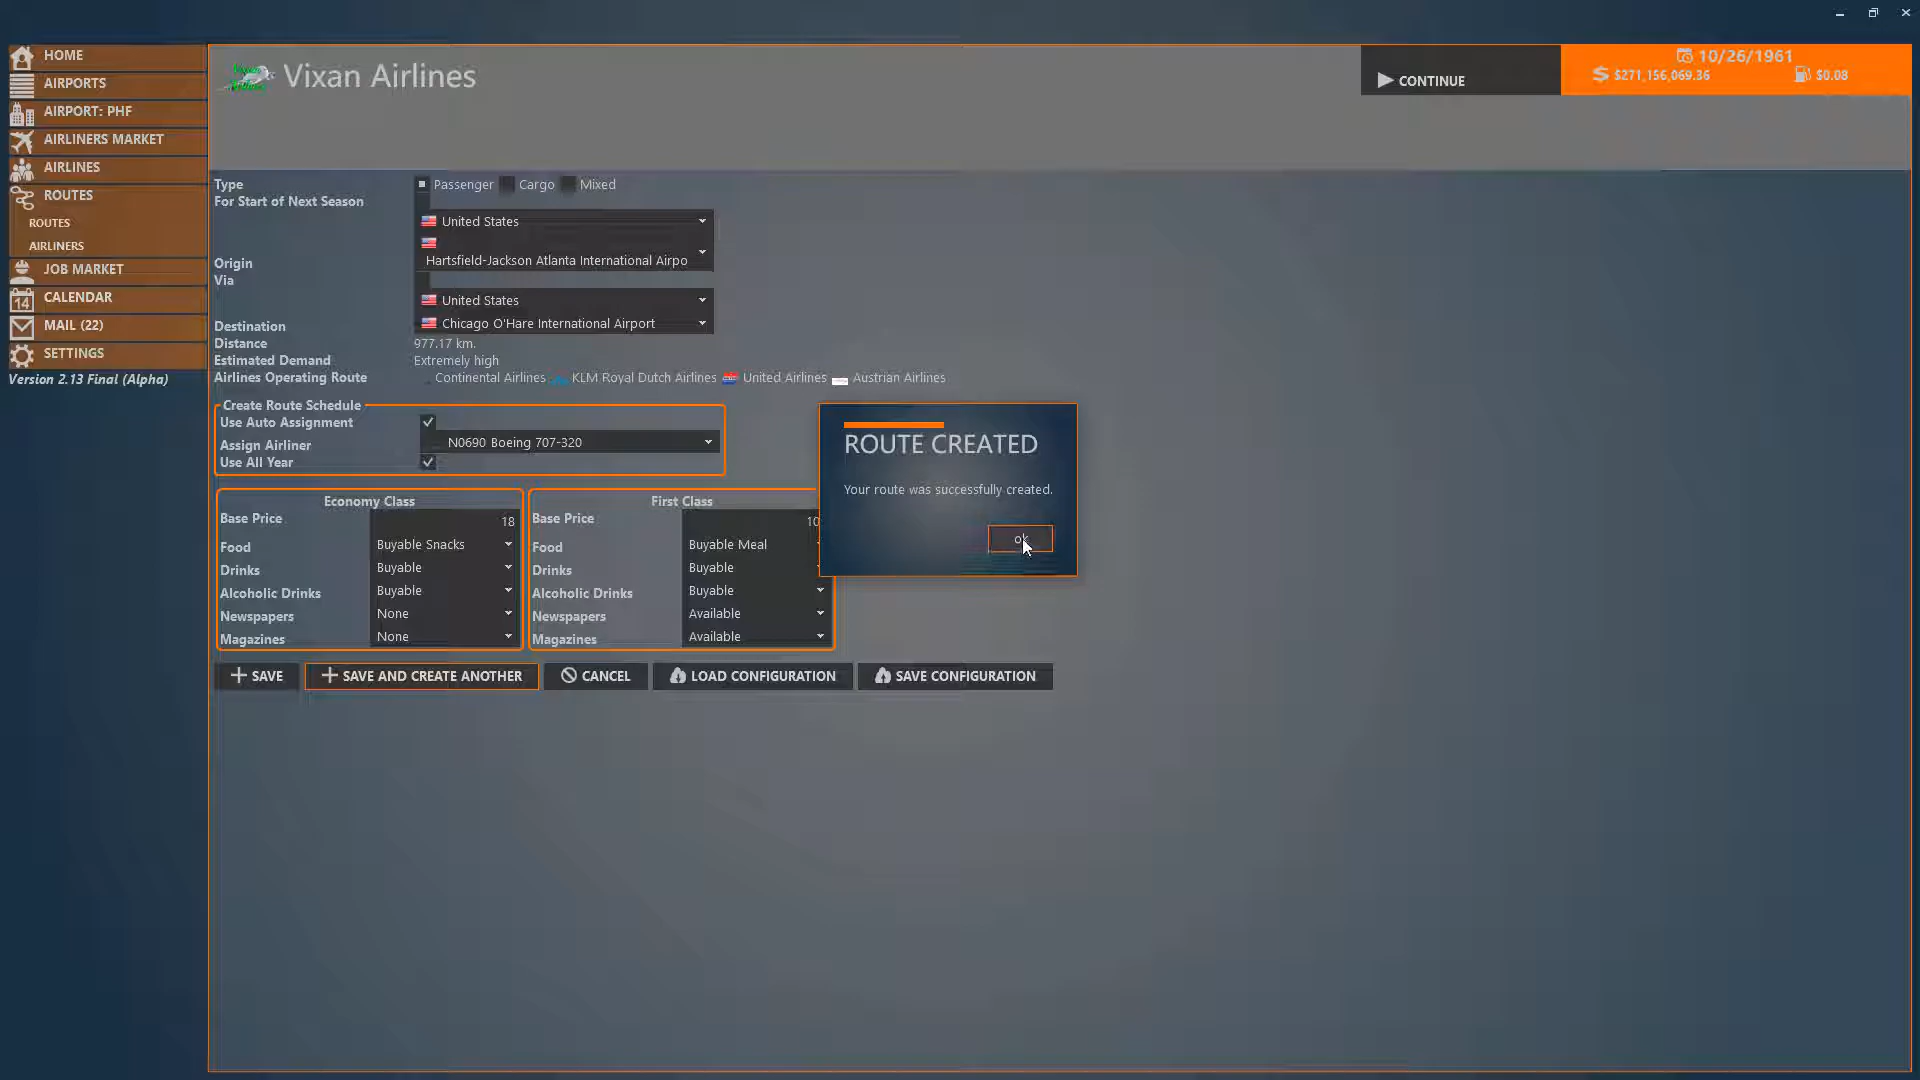 HOME
AIRPORTS
AIRPORT: PHF
AIRLINERS MARKET
AIRLINES
ROUTES
ROUTES
AIRLINERS
JOB MARKET
14
CALENDAR
MAIL (22)
SETTINGS
Version 2.13 Final (Alpha)
Vixan Airlines
CONTINUE
10/26/1961
$271,156,069.36
$0.08
Type
Passenger Cargo Mixed
For Start of Next Season
United States
Hartsfield-Jackson Atlanta International Airpo
Origin
Via
United States
Destination
Chicago O'Hare International Airport
Distance
977.17 km.
Estimated Demand
Extremely high
Airlines Operating Route
Continental Airlines KLM Royal Dutch Airlines United Airlines Austrian Airlines
Create Route Schedule
Use Auto Assignment
Assign Airliner
N0690 Boeing 707-320
Use All Year
Economy Class
Base Price 18
Food Buyable Snacks
Drinks Buyable
Alcoholic Drinks Buyable
Newspapers None
Magazines None
First Class
Base Price 10
Food Buyable Meal
Drinks Buyable
Alcoholic Drinks Buyable
Newspapers Available
Magazines Available
ROUTE CREATED
Your route was successfully created.
ok
SAVE
SAVE AND CREATE ANOTHER
CANCEL
LOAD CONFIGURATION
SAVE CONFIGURATION